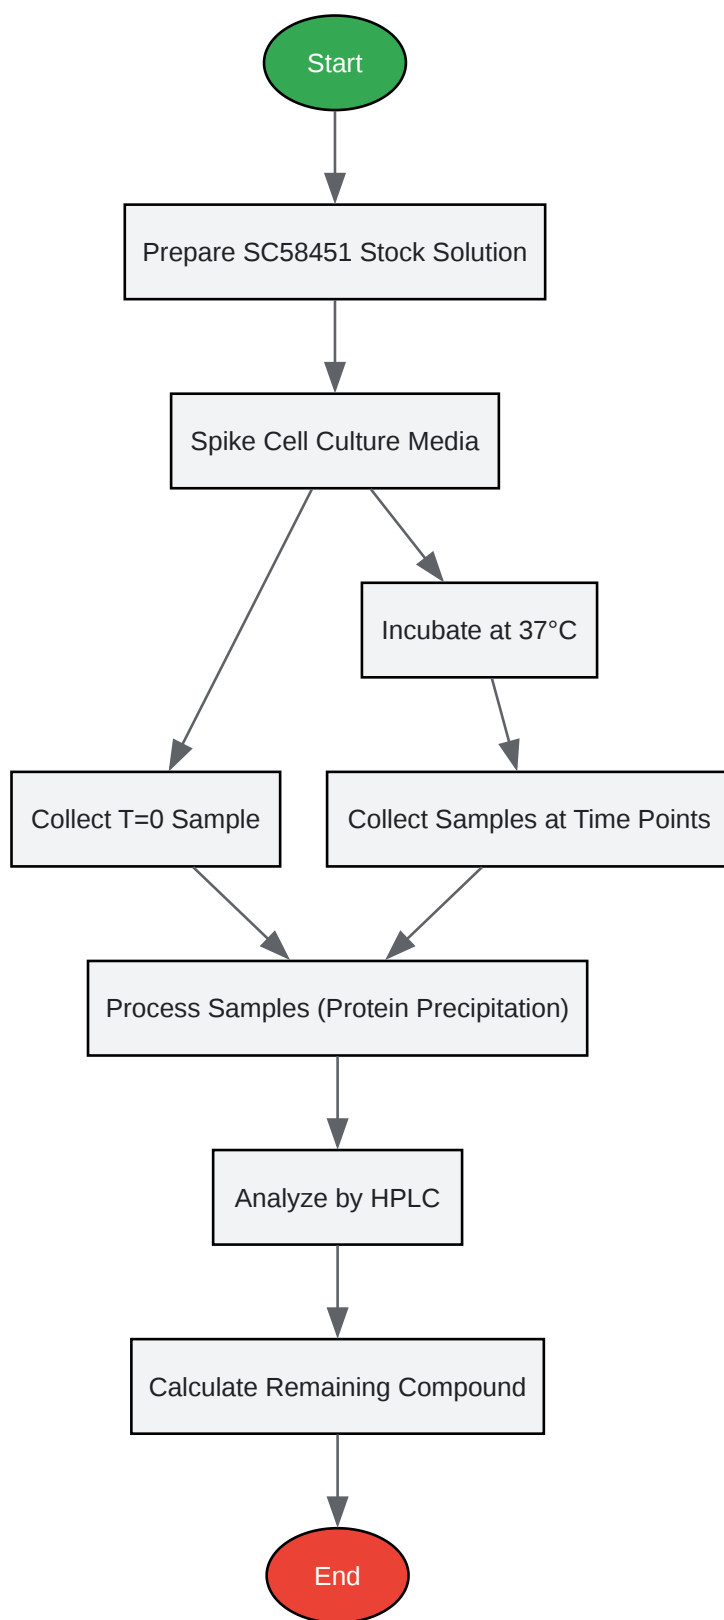 Start
Prepare SC58451 Stock Solution
Spike Cell Culture Media
Incubate at 37°C
Collect T=0 Sample
Collect Samples at Time Points
Process Samples (Protein Precipitation)
Analyze by HPLC
Calculate Remaining Compound
End